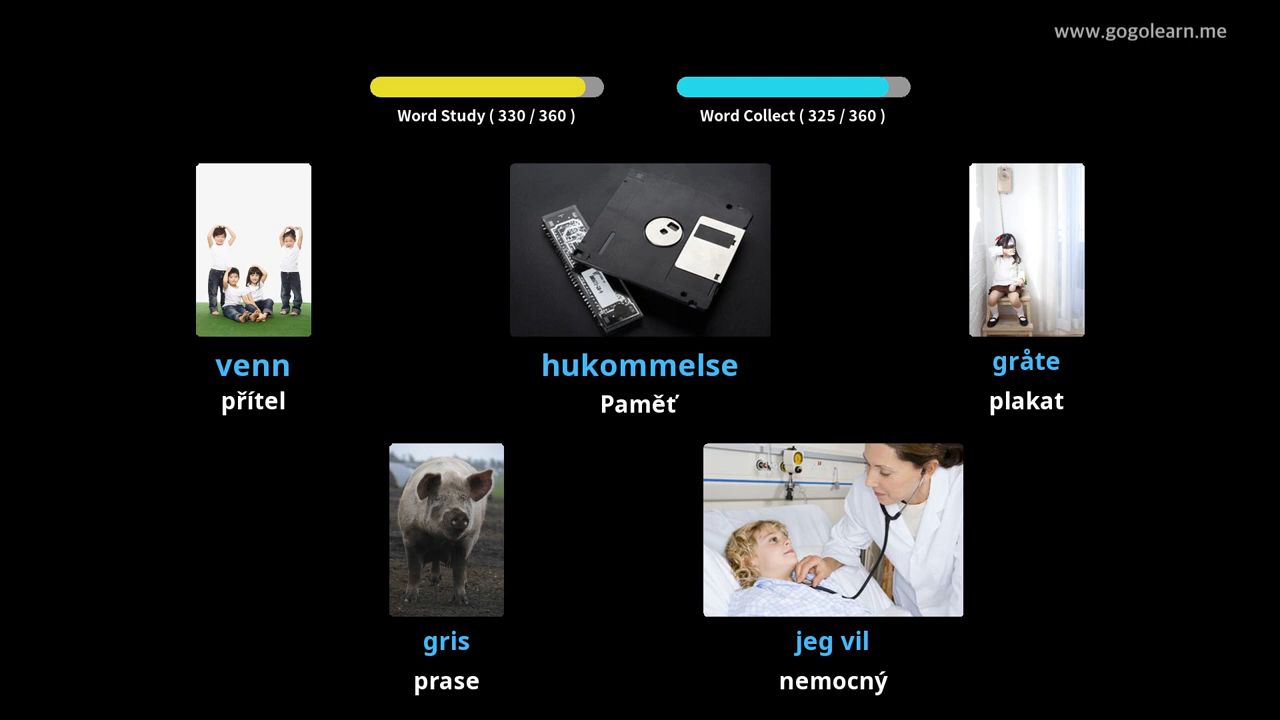 www.gogolearn.me
Word Study ( 330 / 360 )
Word Collect ( 325 / 360 )
venn
hukommelse
gråte
přítel
Paměť
plakat
gris
jeg vil
prase
nemocný